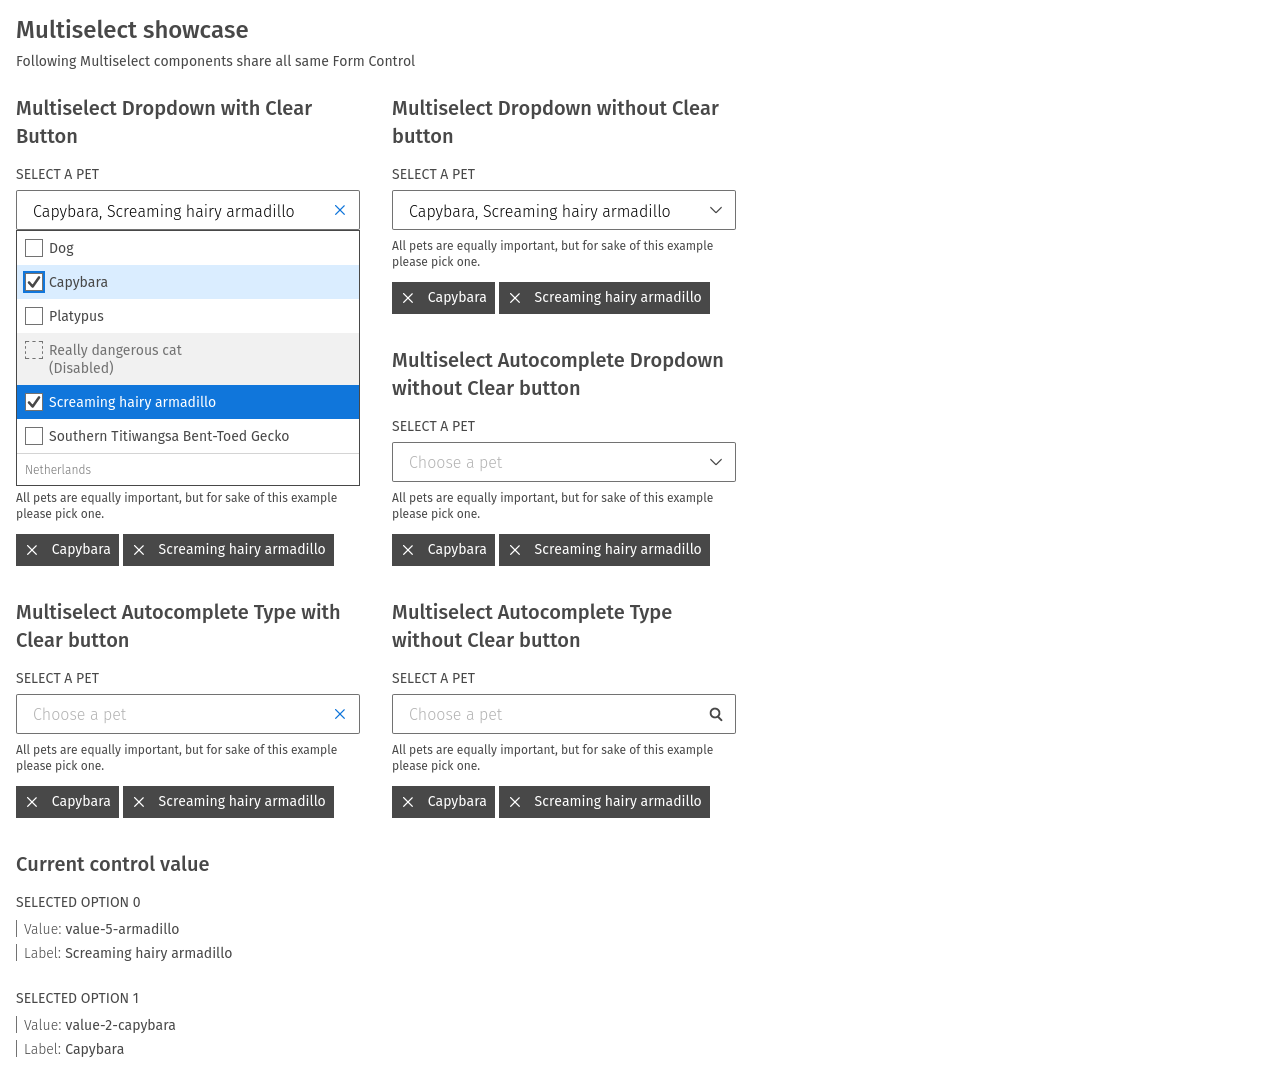 Multiselect showcase
Following Multiselect components share all same Form Control
Multiselect Dropdown with Clear
Button
SELECT A PET
Capybara, Screaming hairy armadillo
Dog
Capybara
Platypus
Really dangerous cat
(Disabled)
Screaming hairy armadillo
Southern Titiwangsa Bent-Toed Gecko
Netherlands
All pets are equally important, but for sake of this example
please pick one.
Capybara
Screaming hairy armadillo
Multiselect Dropdown without Clear
button
SELECT A PET
Capybara, Screaming hairy armadillo
All pets are equally important, but for sake of this example
please pick one.
Capybara
Screaming hairy armadillo
Multiselect Autocomplete Dropdown
without Clear button
SELECT A PET
Choose a pet
All pets are equally important, but for sake of this example
please pick one.
Capybara
Screaming hairy armadillo
Multiselect Autocomplete Type with
Clear button
SELECT A PET
Choose a pet
All pets are equally important, but for sake of this example
please pick one.
Capybara
Screaming hairy armadillo
Multiselect Autocomplete Type
without Clear button
SELECT A PET
Choose a pet
All pets are equally important, but for sake of this example
please pick one.
Capybara
Screaming hairy armadillo
Current control value
SELECTED OPTION 0
Value: value-5-armadillo
Label: Screaming hairy armadillo
SELECTED OPTION 1
Value: value-2-capybara
Label: Capybara